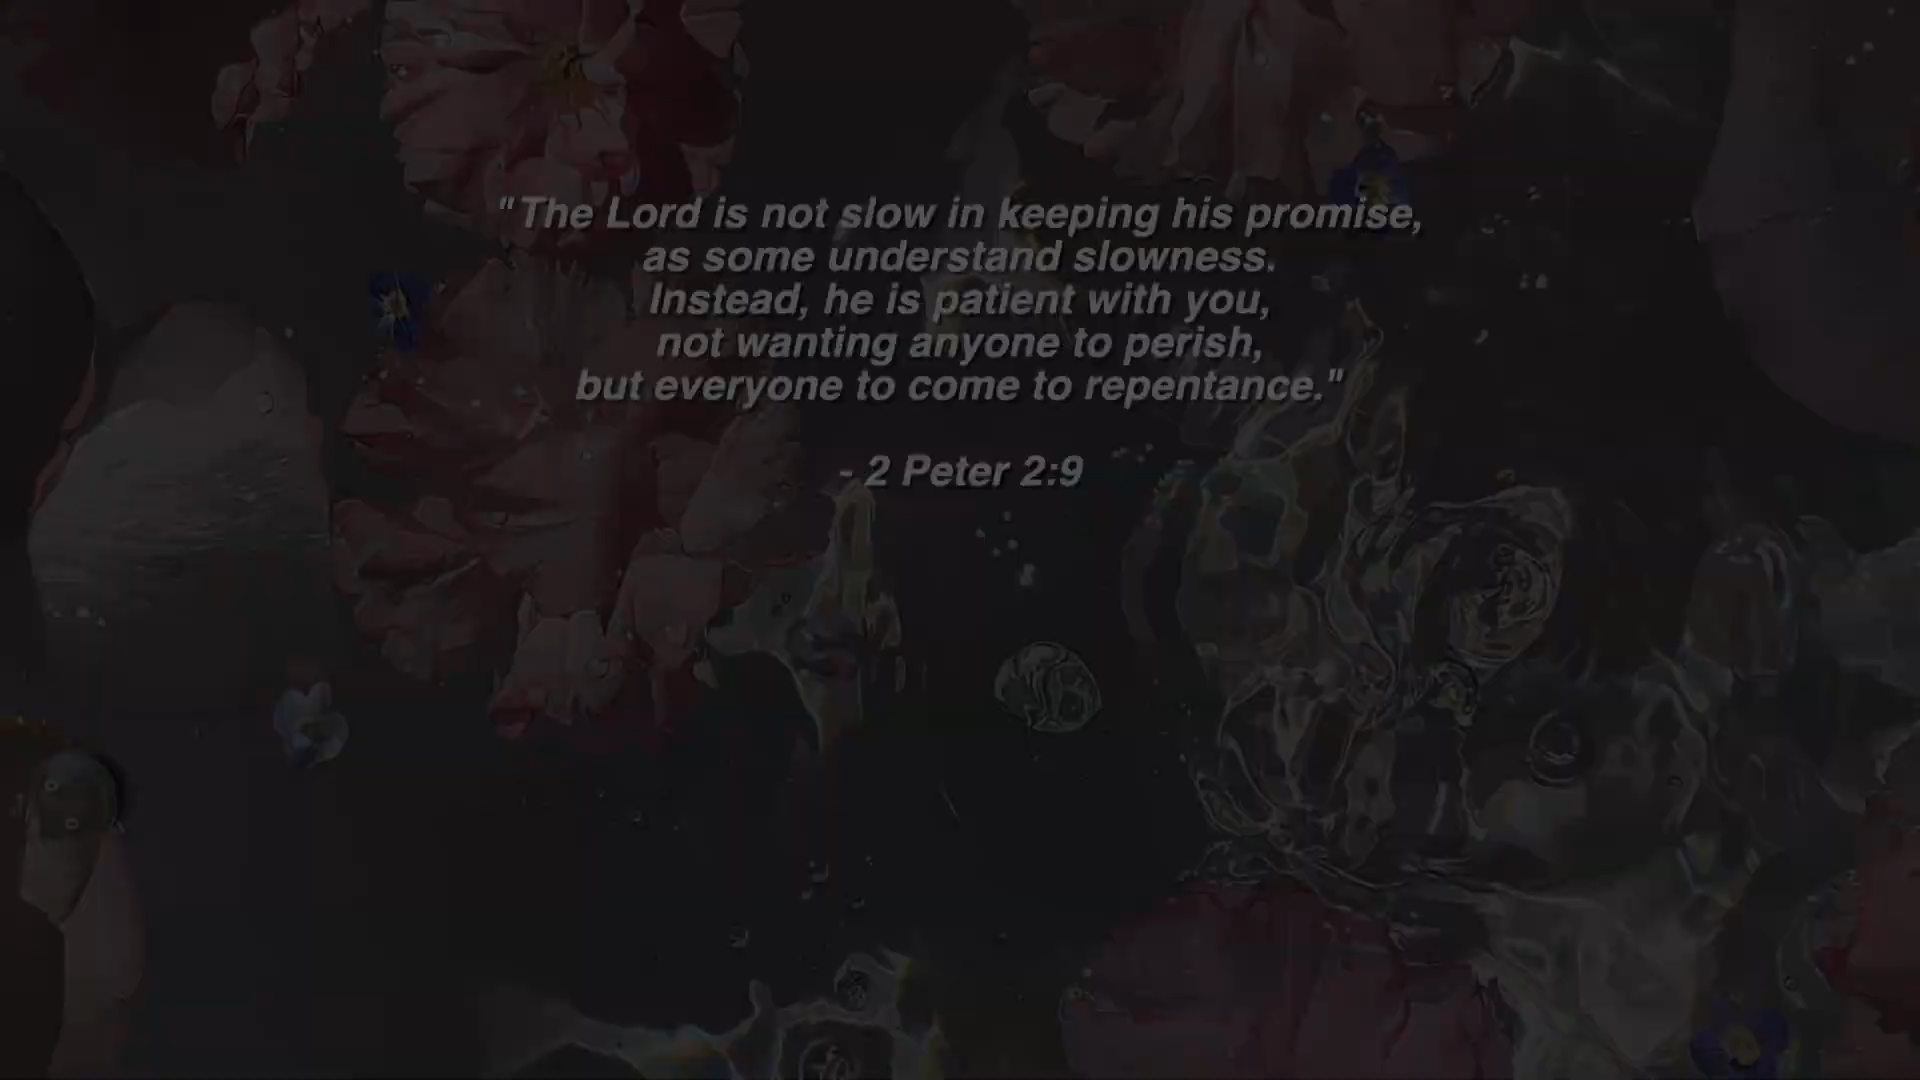 "The Lord is not slow in keeping his promise,
as some understand slowness.
Instead, he is patient with you,
not wanting anyone to perish,
but everyone to come to repentance."
- 2 Peter 2:9